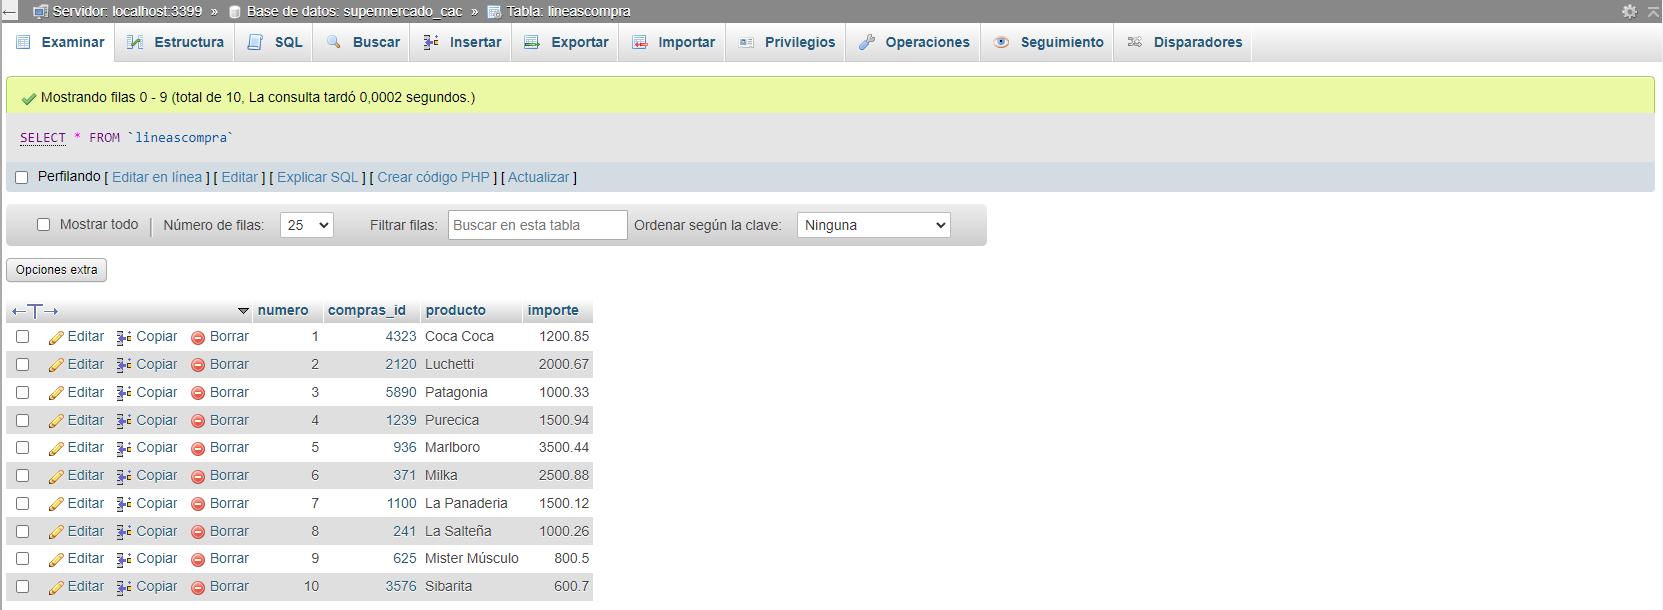 Servidor: localhost:3399 » Base de datos: supermercado_cac » Tabla: lineascompra
Examinar Estructura SQL Buscar Insertar Exportar Importar Privilegios Operaciones Seguimiento Disparadores
Mostrando filas 0 - 9 (total de 10, La consulta tardó 0,0002 segundos.)
SELECT * FROM `lineascompra`
Perfilando [ Editar en línea ] [ Editar ] [ Explicar SQL ] [ Crear código PHP ] [ Actualizar ]
Mostrar todo Número de filas: 25 Filtrar filas: Buscar en esta tabla Ordenar según la clave: Ninguna
Opciones extra
numero compras_id producto importe
Editar Copiar Borrar 1 4323 Coca Coca 1200.85
Editar Copiar Borrar 2 2120 Luchetti 2000.67
Editar Copiar Borrar 3 5890 Patagonia 1000.33
Editar Copiar Borrar 4 1239 Purecica 1500.94
Editar Copiar Borrar 5 936 Marlboro 3500.44
Editar Copiar Borrar 6 371 Milka 2500.88
Editar Copiar Borrar 7 1100 La Panaderia 1500.12
Editar Copiar Borrar 8 241 La Salteña 1000.26
Editar Copiar Borrar 9 625 Mister Músculo 800.5
Editar Copiar Borrar 10 3576 Sibarita 600.7